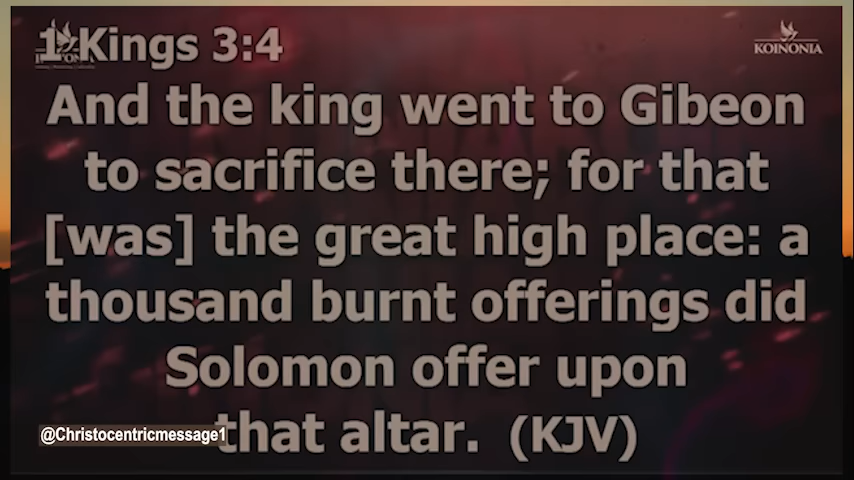 1 Kings 3:4
KOINONIA
And the king went to Gibeon
to sacrifice there; for that
[was] the great high place: a
thousand burnt offerings did
Solomon offer upon
that altar. (KJV)
@Christocentricmessage1